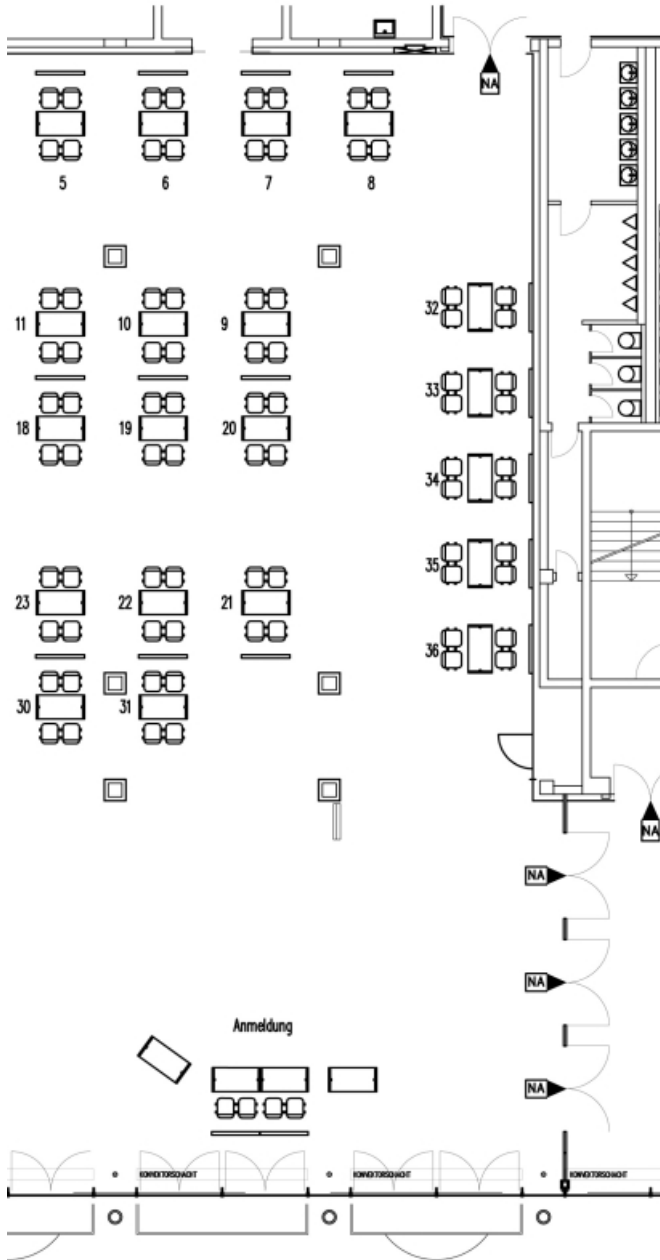 NA
5 6 7 8
32
11 10 9
33
18 19 20
34
35
23 22 21
36
30 31
NA
NA
NA
Anmeldung
NA
KONVEKTORSCHACHT KONVEKTORSCHACHT KONVEKTORSCHACHT